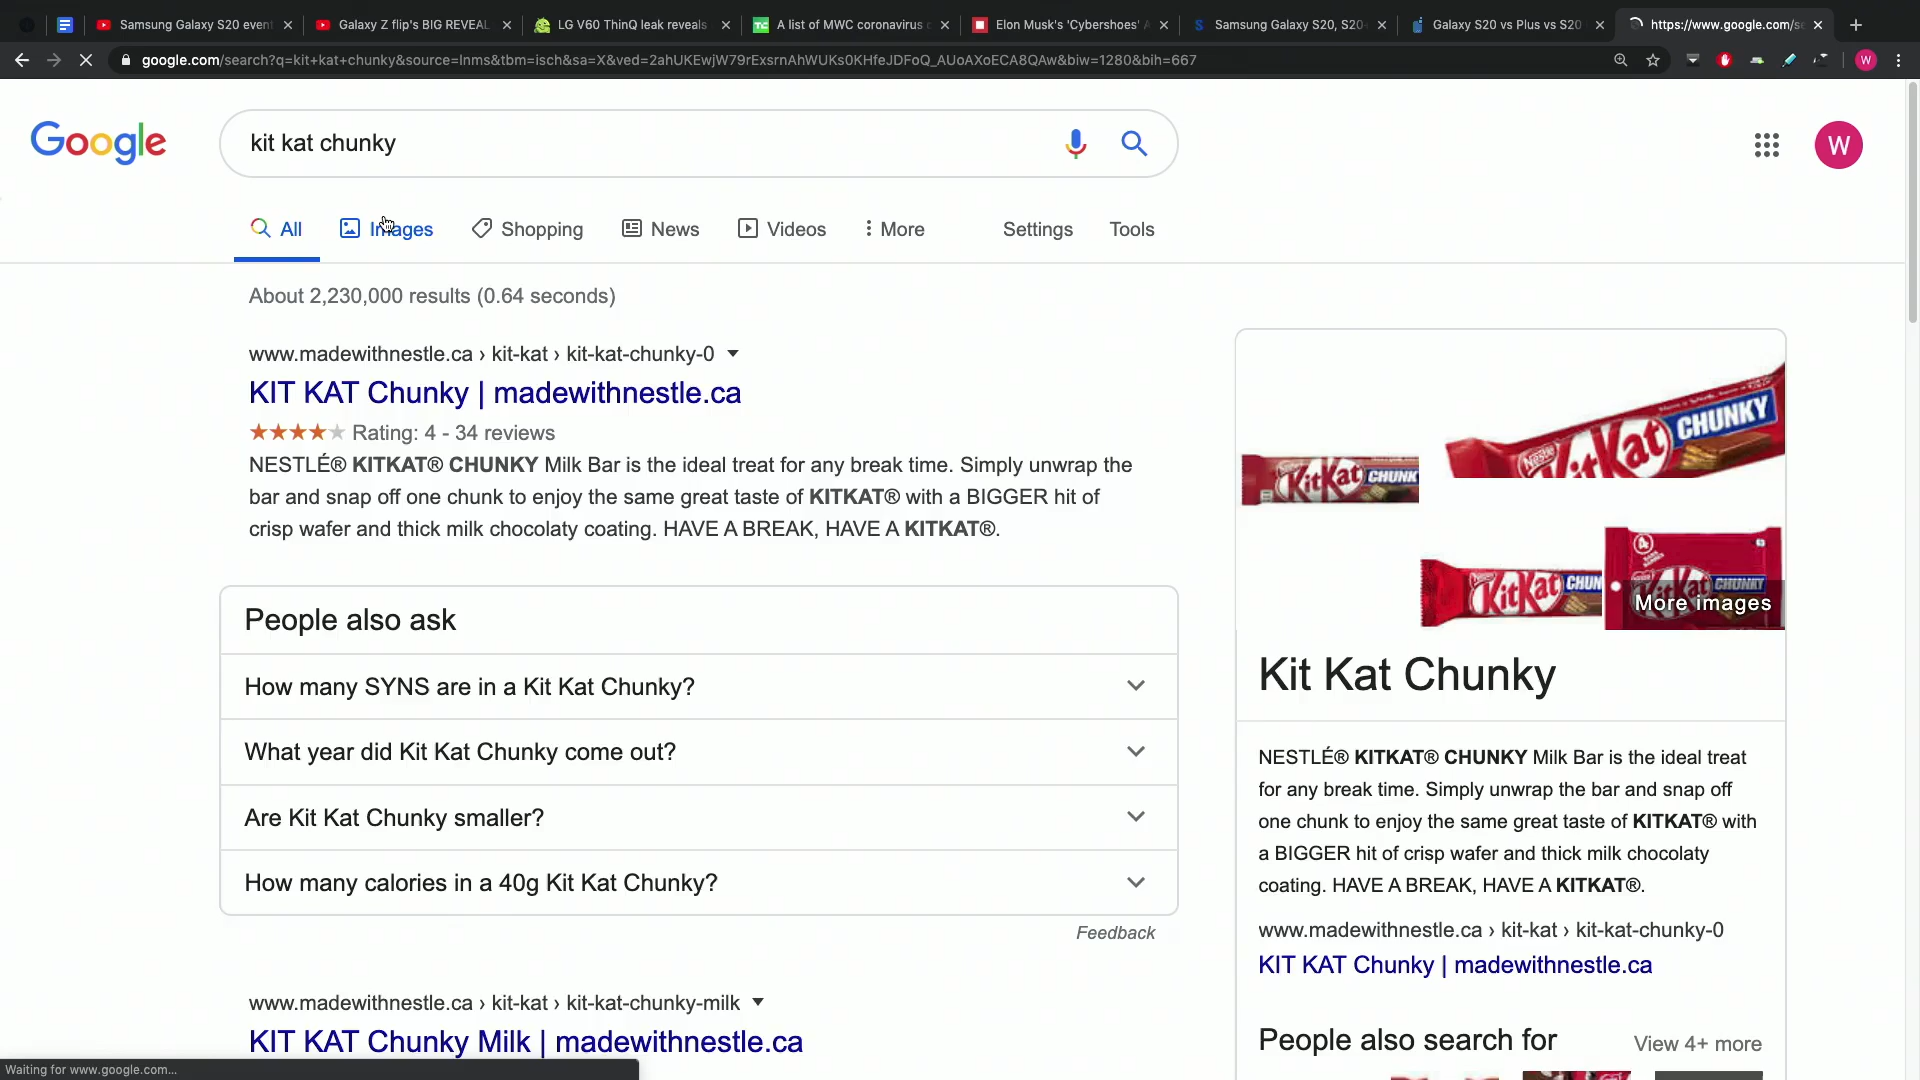 Samsung Galaxy S20 event
Galaxy Z flip's BIG REVEAL
LG V60 ThinQ leak reveals
A list of MWC coronavirus
Elon Musk's 'Cybershoes'
Samsung Galaxy S20, S20
Galaxy S20 vs Plus vs S20
https://www.google.com/se
google.com/search?q=kit+kat+chunky&source=lnms&tbm=isch&sa=X&ved=2ahUKEwjW79rExsrnAhWUKs0KHfeJDFoQ_AUoAXoECA8QAw&biw=1280&bih=667
W
Google
kit kat chunky
W
All
Images
Shopping
News
Videos
More
Settings
Tools
About 2,230,000 results (0.64 seconds)
www.madewithnestle.ca › kit-kat › kit-kat-chunky-0
KIT KAT Chunky | madewithnestle.ca
Rating: 4 - 34 reviews
NESTLÉ® KITKAT® CHUNKY Milk Bar is the ideal treat for any break time. Simply unwrap the
bar and snap off one chunk to enjoy the same great taste of KITKAT® with a BIGGER hit of
crisp wafer and thick milk chocolaty coating. HAVE A BREAK, HAVE A KITKAT®.
People also ask
How many SYNS are in a Kit Kat Chunky?
What year did Kit Kat Chunky come out?
Are Kit Kat Chunky smaller?
How many calories in a 40g Kit Kat Chunky?
Feedback
www.madewithnestle.ca › kit-kat › kit-kat-chunky-milk
KIT KAT Chunky Milk | madewithnestle.ca
Nestlé KitKat CHUNKY
KitKat CHUNK
KitKat CHUN
4 KitKat CHUNKY
More images
Kit Kat Chunky
NESTLÉ® KITKAT® CHUNKY Milk Bar is the ideal treat
for any break time. Simply unwrap the bar and snap off
one chunk to enjoy the same great taste of KITKAT® with
a BIGGER hit of crisp wafer and thick milk chocolaty
coating. HAVE A BREAK, HAVE A KITKAT®.
www.madewithnestle.ca › kit-kat › kit-kat-chunky-0
KIT KAT Chunky | madewithnestle.ca
People also search for
View 4+ more
Waiting for www.google.com...